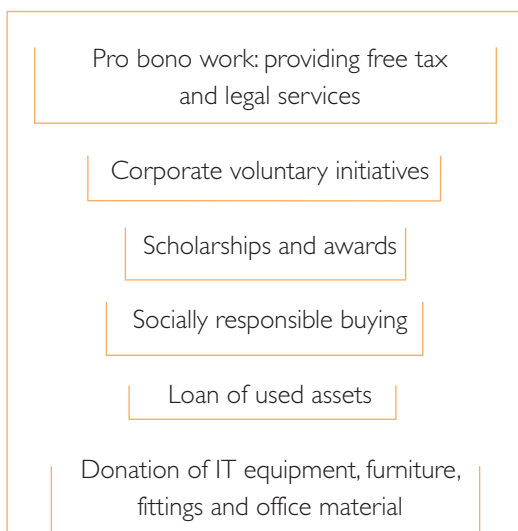 Pro bono work: providing free tax
and legal services
Corporate voluntary initiatives
Scholarships and awards
Socially responsible buying
Loan of used assets
Donation of IT equipment, furniture,
fittings and office material